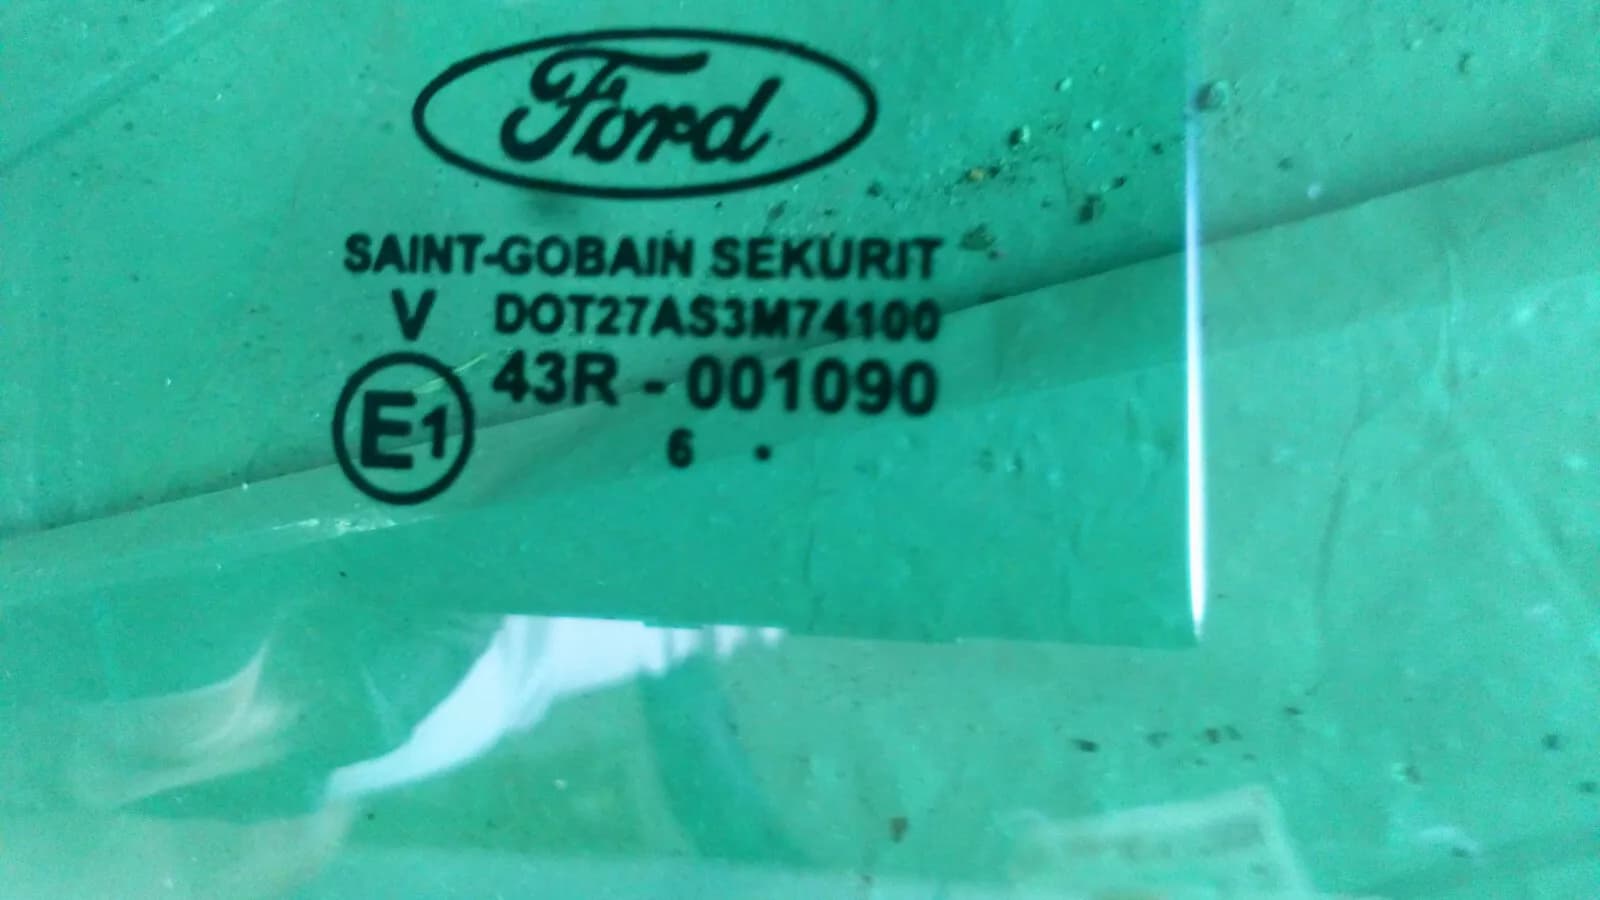 Ford
SAINT-GOBAIN SEKURIT
V DOT27AS3M74100
E1 43R - 001090
6 .